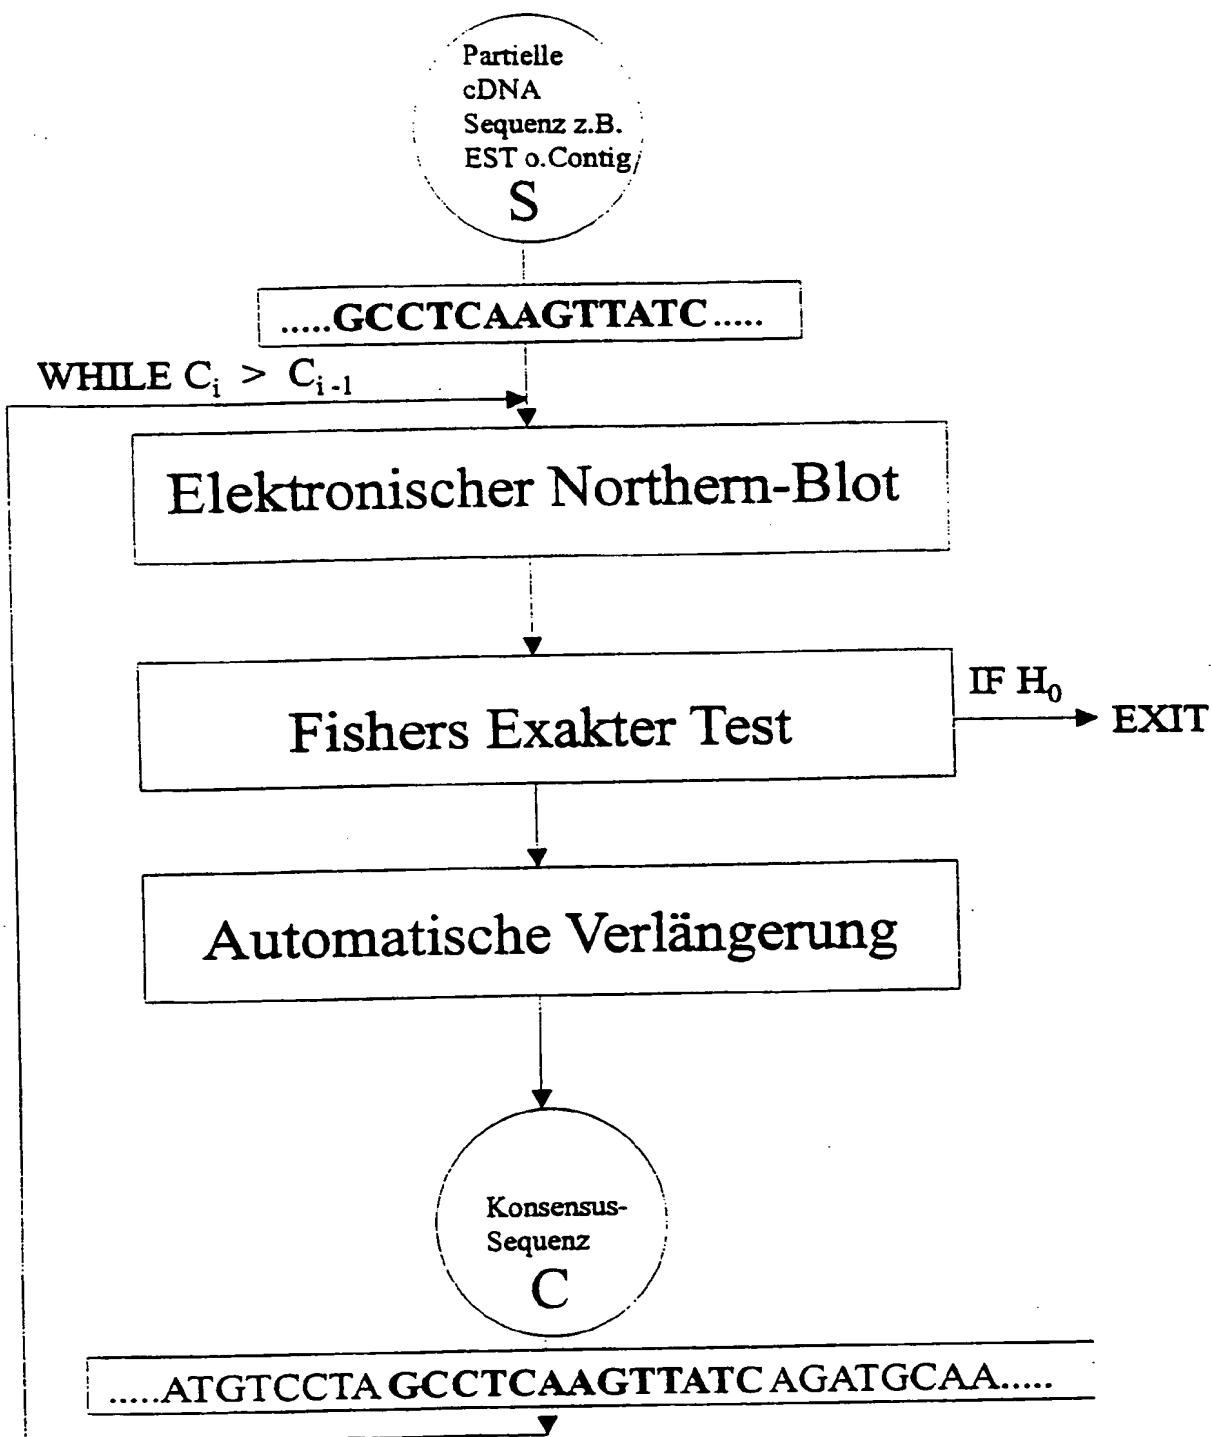 Partielle
cDNA
Sequenz z.B.
EST o.Contig
S
.....GCCTCAAGTTATC.....
WHILE Ci > Ci-1
Elektronischer Northern-Blot
Fishers Exakter Test
IF H0
EXIT
Automatische Verlängerung
Konsensus-
Sequenz
C
.....ATGTCCTA GCCTCAAGTTATC AGATGCAA.....